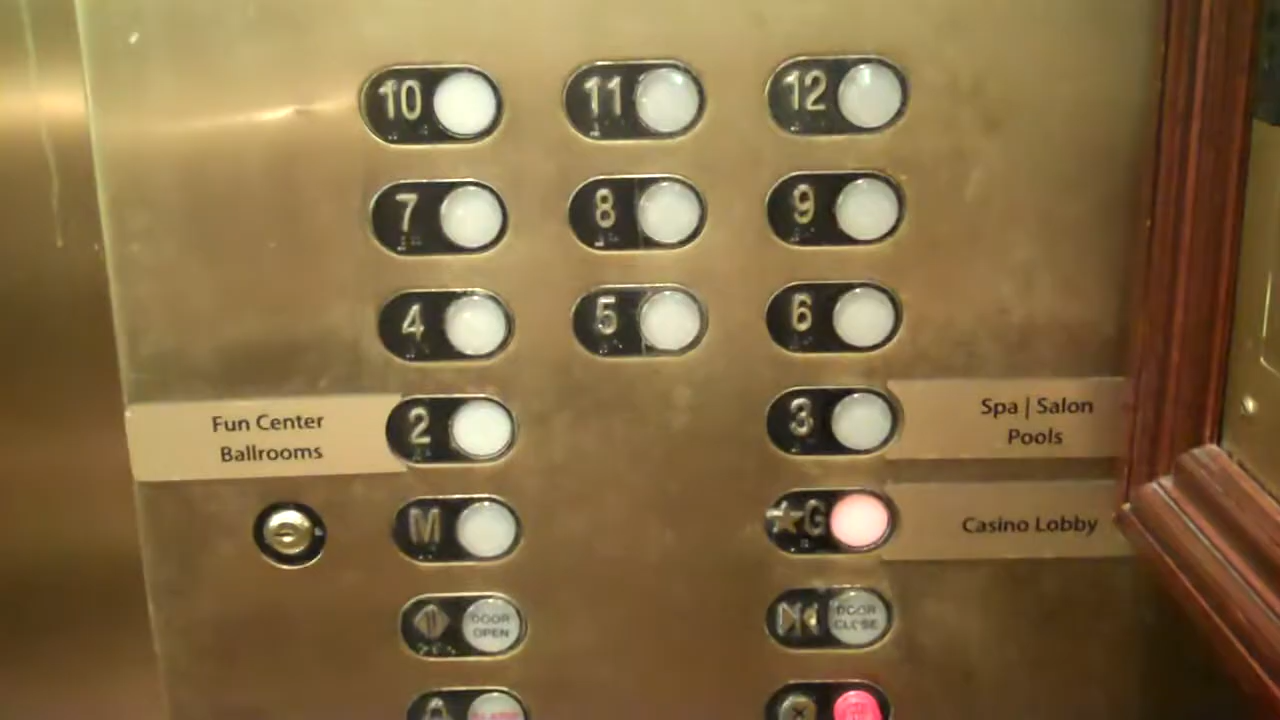 10 11 12
7 8 9
4 5 6
Fun Center
Ballrooms
2
3
Spa | Salon
Pools
M
★G
Casino Lobby
DOOR
OPEN
DOOR
CLOSE